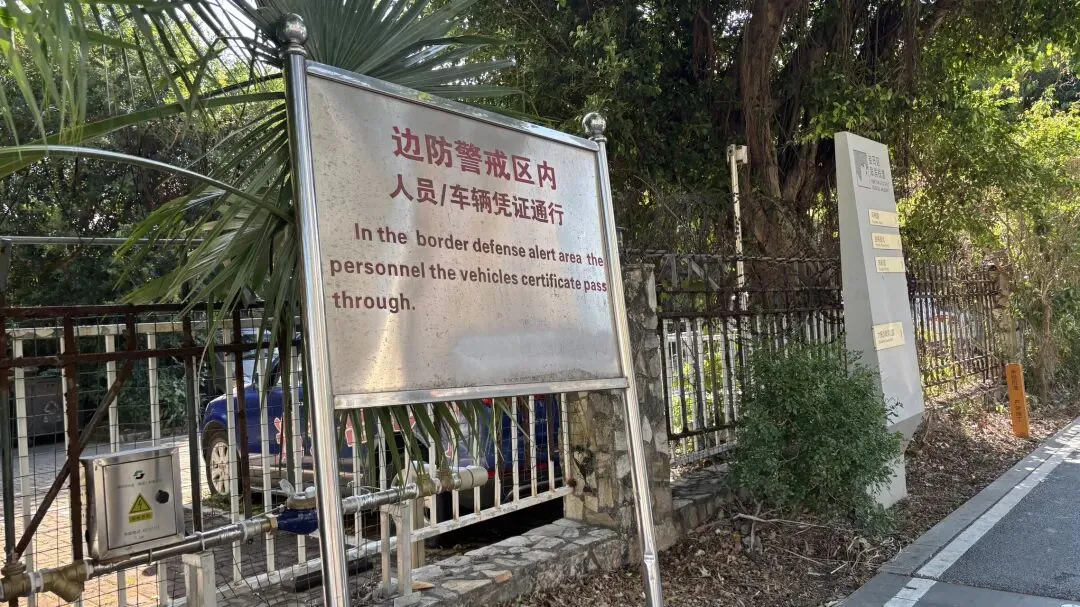 边防警戒区内
人员/车辆凭证通行
In the border defense alert area the
personnel the vehicles certificate pass
through.